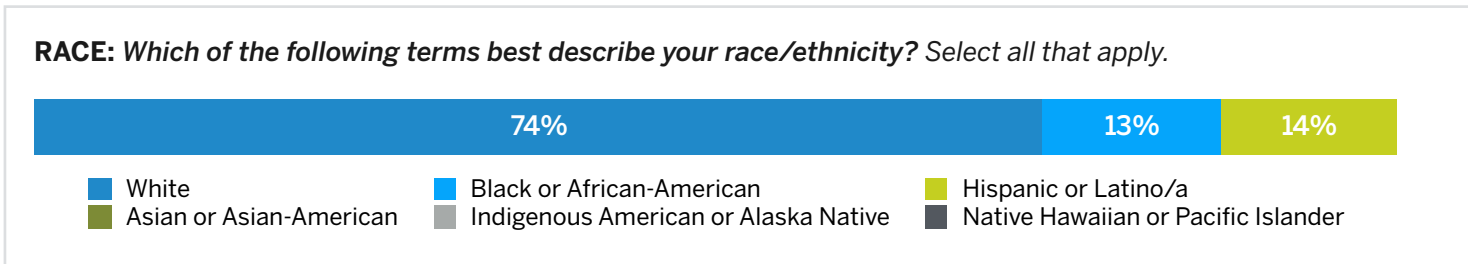 RACE: Which of the following terms best describe your race/ethnicity? Select all that apply.
74% 13% 14%
White Black or African-American Hispanic or Latino/a
Asian or Asian-American Indigenous American or Alaska Native Native Hawaiian or Pacific Islander